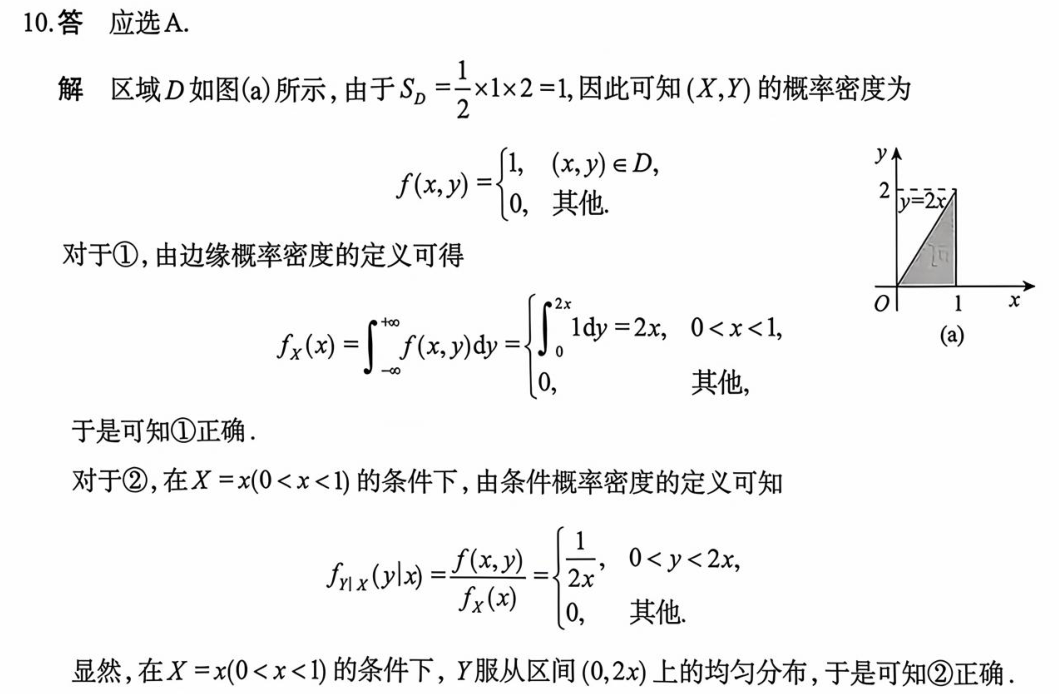 10.答 应选A.
解 区域D如图(a)所示,由于S_D=1/2×1×2=1,因此可知(X,Y)的概率密度为
f(x,y)={1, (x,y)∈D,
0, 其他.
y
2
y=2x
O 1 x
(a)
对于①,由边缘概率密度的定义可得
f_X(x)=∫_{-∞}^{+∞}f(x,y)dy={∫_0^{2x}1dy=2x, 0<x<1,
0, 其他,
于是可知①正确.
对于②,在X=x(0<x<1)的条件下,由条件概率密度的定义可知
f_{Y|X}(y|x)=f(x,y)/f_X(x)={1/2x, 0<y<2x,
0, 其他.
显然,在X=x(0<x<1)的条件下,Y服从区间(0,2x)上的均匀分布,于是可知②正确.